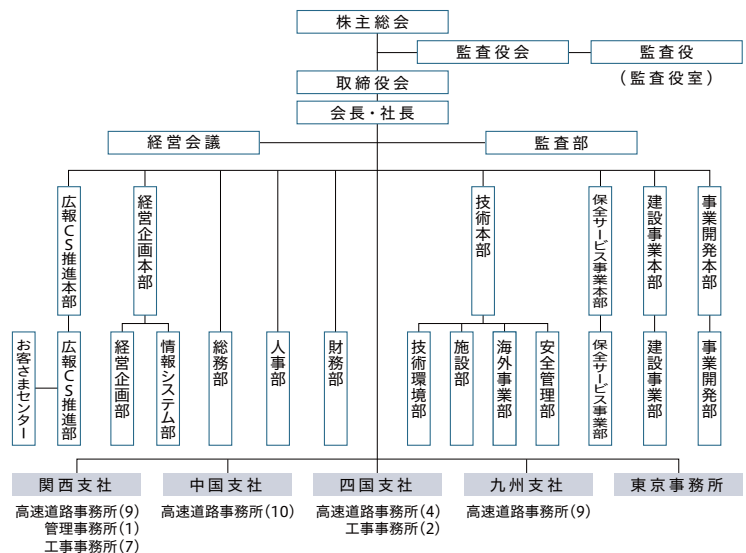 株主総会
監査役会
監査役
（監査役室）
取締役会
会長・社長
経営会議
監査部
広報CS推進本部
経営企画本部
技術本部
保全サービス事業本部
建設事業本部
事業開発本部
お客さまセンター
広報CS推進部
経営企画部
情報システム部
総務部
人事部
財務部
技術環境部
施設部
海外事業部
安全管理部
保全サービス事業部
建設事業部
事業開発部
関西支社
高速道路事務所(9)
管理事務所(1)
工事事務所(7)
中国支社
高速道路事務所(10)
四国支社
高速道路事務所(4)
工事事務所(2)
九州支社
高速道路事務所(9)
東京事務所